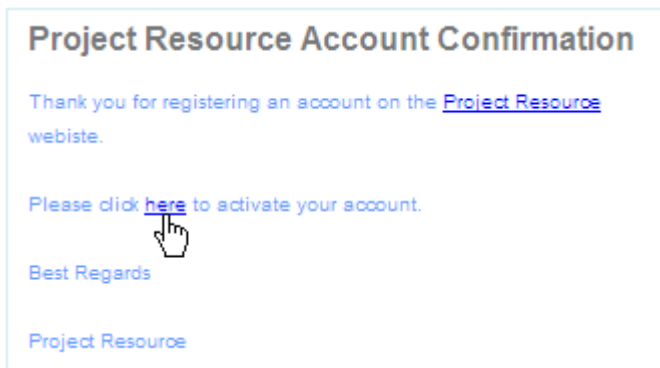 Project Resource Account Confirmation
Thank you for registering an account on the Project Resource
webiste.
Please click here to activate your account.
Best Regards
Project Resource